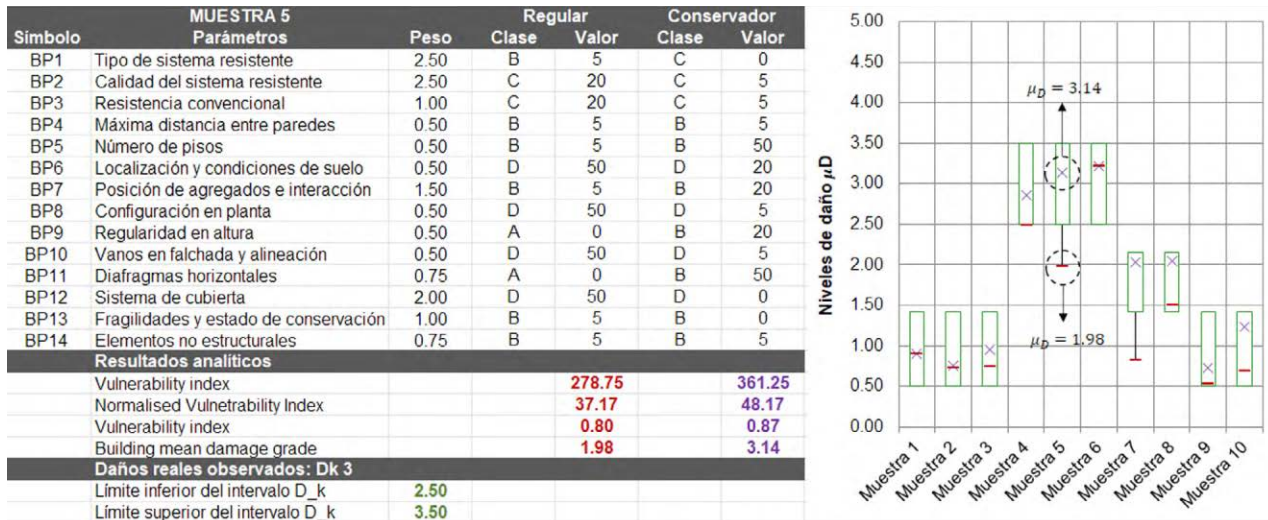 MUESTRA 5 Regular Conservador
Símbolo Parámetros Peso Clase Valor Clase Valor
BP1 Tipo de sistema resistente 2.50 B 5 C 0
BP2 Calidad del sistema resistente 2.50 C 20 C 5
BP3 Resistencia convencional 1.00 C 20 C 5
BP4 Máxima distancia entre paredes 0.50 B 5 B 5
BP5 Número de pisos 0.50 B 5 B 50
BP6 Localización y condiciones de suelo 0.50 D 50 D 20
BP7 Posición de agregados e interacción 1.50 B 5 B 20
BP8 Configuración en planta 0.50 D 50 D 5
BP9 Regularidad en altura 0.50 A 0 B 20
BP10 Vanos en falchada y alineación 0.50 D 50 D 5
BP11 Diafragmas horizontales 0.75 A 0 B 50
BP12 Sistema de cubierta 2.00 D 50 D 0
BP13 Fragilidades y estado de conservación 1.00 B 5 B 0
BP14 Elementos no estructurales 0.75 B 5 B 5
Resultados analíticos
Vulnerability index 278.75 361.25
Normalised Vulnetrability Index 37.17 48.17
Vulnerability index 0.80 0.87
Building mean damage grade 1.98 3.14
Daños reales observados: Dk 3
Límite inferior del intervalo D_k 2.50
Límite superior del intervalo D_k 3.50
Niveles de daño μD
5.00
4.50
4.00
3.50
3.00
2.50
2.00
1.50
1.00
0.50
0.00
μD = 3.14
μD = 1.98
Muestra 1
Muestra 2
Muestra 3
Muestra 4
Muestra 5
Muestra 6
Muestra 7
Muestra 8
Muestra 9
Muestra 10